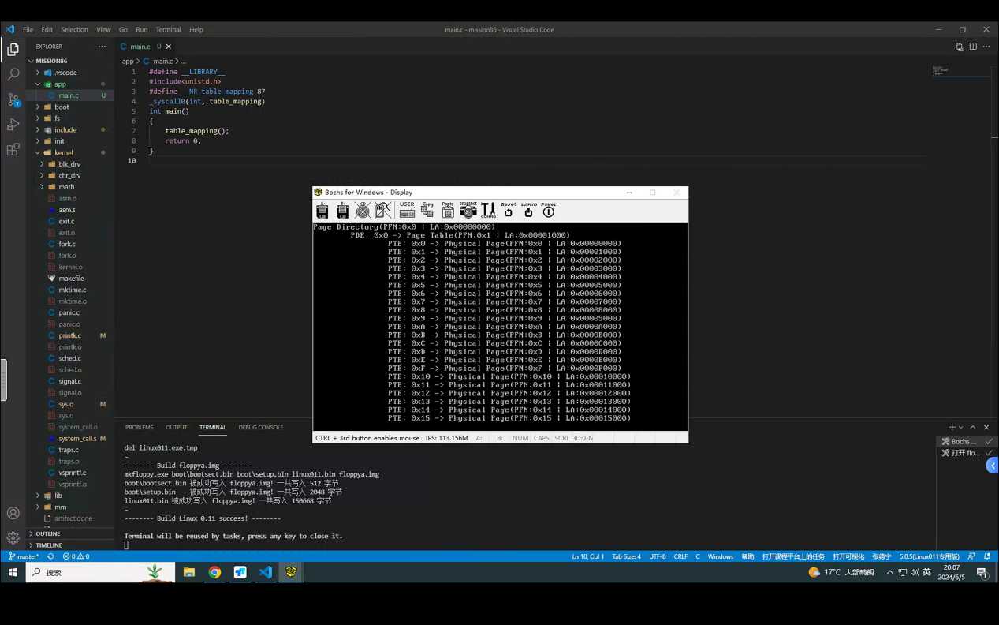 File Edit Selection View Go Run Terminal Help
main.c - mission86 - Visual Studio Code
EXPLORER
MISSION86
.vscode
app
main.c U
boot
fs
include
init
kernel
blk_drv
chr_drv
math
asm.o
asm.s
exit.c
exit.o
fork.c
fork.o
kernel.o
makefile
mktime.c
mktime.o
panic.c
panic.o
printk.c M
printk.o
sched.c
sched.o
signal.c
signal.o
sys.c M
sys.o
system_call.o
system_call.s M
traps.c
traps.o
vsprintf.c
vsprintf.o
lib
mm
artifact.done
OUTLINE
TIMELINE
main.c U
app > main.c > ...
1 #define __LIBRARY__
2 #include<unistd.h>
3 #define __NR_table_mapping 87
4 _syscall0(int, table_mapping)
5 int main()
6 {
7 table_mapping();
8 return 0;
9 }
10
Bochs for Windows - Display
A: B: CD USER Copy Paste snapshot CONFIG Reset SUSPEND Power
Page Directory(PFN:0x0 | LA:0x00000000)
PDE: 0x0 -> Page Table(PFN:0x1 | LA:0x00001000)
PTE: 0x0 -> Physical Page(PFN:0x0 | LA:0x00000000)
PTE: 0x1 -> Physical Page(PFN:0x1 | LA:0x00001000)
PTE: 0x2 -> Physical Page(PFN:0x2 | LA:0x00002000)
PTE: 0x3 -> Physical Page(PFN:0x3 | LA:0x00003000)
PTE: 0x4 -> Physical Page(PFN:0x4 | LA:0x00004000)
PTE: 0x5 -> Physical Page(PFN:0x5 | LA:0x00005000)
PTE: 0x6 -> Physical Page(PFN:0x6 | LA:0x00006000)
PTE: 0x7 -> Physical Page(PFN:0x7 | LA:0x00007000)
PTE: 0x8 -> Physical Page(PFN:0x8 | LA:0x00008000)
PTE: 0x9 -> Physical Page(PFN:0x9 | LA:0x00009000)
PTE: 0xA -> Physical Page(PFN:0xA | LA:0x0000A000)
PTE: 0xB -> Physical Page(PFN:0xB | LA:0x0000B000)
PTE: 0xC -> Physical Page(PFN:0xC | LA:0x0000C000)
PTE: 0xD -> Physical Page(PFN:0xD | LA:0x0000D000)
PTE: 0xE -> Physical Page(PFN:0xE | LA:0x0000E000)
PTE: 0xF -> Physical Page(PFN:0xF | LA:0x0000F000)
PTE: 0x10 -> Physical Page(PFN:0x10 | LA:0x00010000)
PTE: 0x11 -> Physical Page(PFN:0x11 | LA:0x00011000)
PTE: 0x12 -> Physical Page(PFN:0x12 | LA:0x00012000)
PTE: 0x13 -> Physical Page(PFN:0x13 | LA:0x00013000)
PTE: 0x14 -> Physical Page(PFN:0x14 | LA:0x00014000)
PTE: 0x15 -> Physical Page(PFN:0x15 | LA:0x00015000)
CTRL + 3rd button enables mouse IPS: 113.156M A: B: NUM CAPS SCRL ID:0-M
PROBLEMS OUTPUT TERMINAL DEBUG CONSOLE
del linux011.exe.tmp
-
-------- Build floppya.img --------
mkfloppy.exe boot\bootsect.bin boot\setup.bin linux011.bin floppya.img
boot\bootsect.bin 被成功写入 floppya.img! 一共写入 512 字节
boot\setup.bin 被成功写入 floppya.img! 一共写入 2048 字节
linux011.bin 被成功写入 floppya.img! 一共写入 150668 字节
-
-------- Build Linux 0.11 success! --------
Terminal will be reused by tasks, press any key to close it.
Bochs ...
打开 flo...
7
master* 0 0
Ln 10, Col 1 Tab Size: 4 UTF-8 CRLF C Windows 帮助 打开课程平台上的任务 打开可视化 张德宁 5.0.5(Linux011专用版)
搜索
17°C 大部晴朗 英 20:07
2024/6/5
1